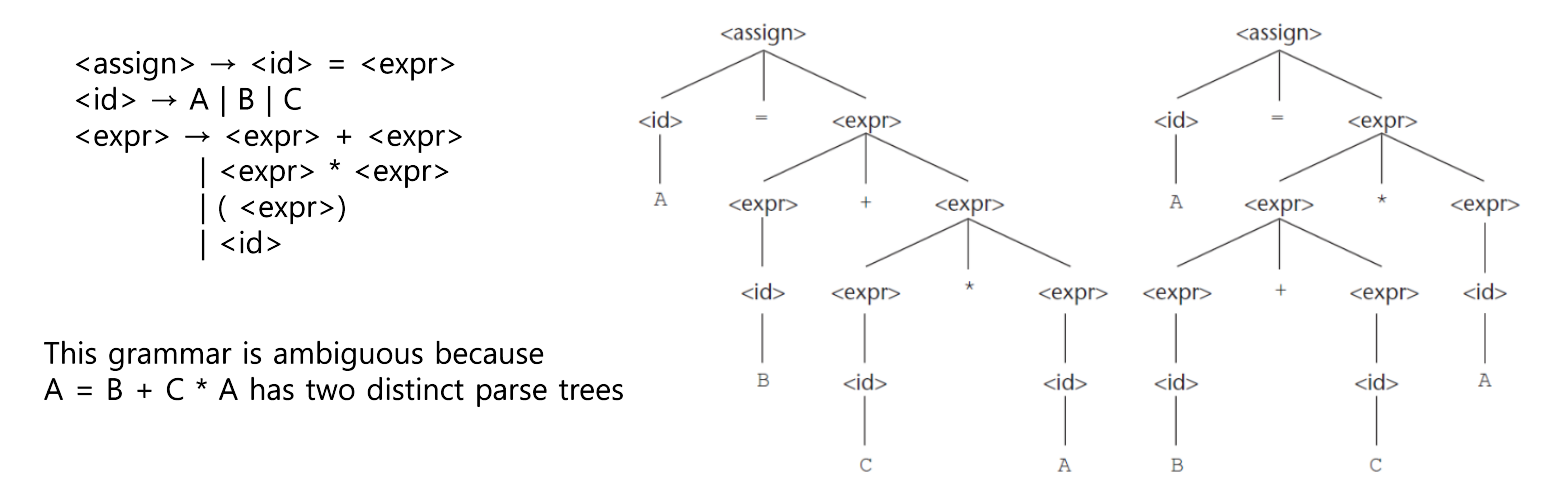 <assign> → <id> = <expr>
<id> → A | B | C
<expr> → <expr> + <expr>
| <expr> * <expr>
| ( <expr>)
| <id>
This grammar is ambiguous because
A = B + C * A has two distinct parse trees
<assign>
<id> = <expr>
A <expr> + <expr>
<id> <expr> * <expr>
B <id> <id>
C A
<assign>
<id> = <expr>
A <expr> * <expr>
<expr> + <expr> <id>
<id> <id> A
B C